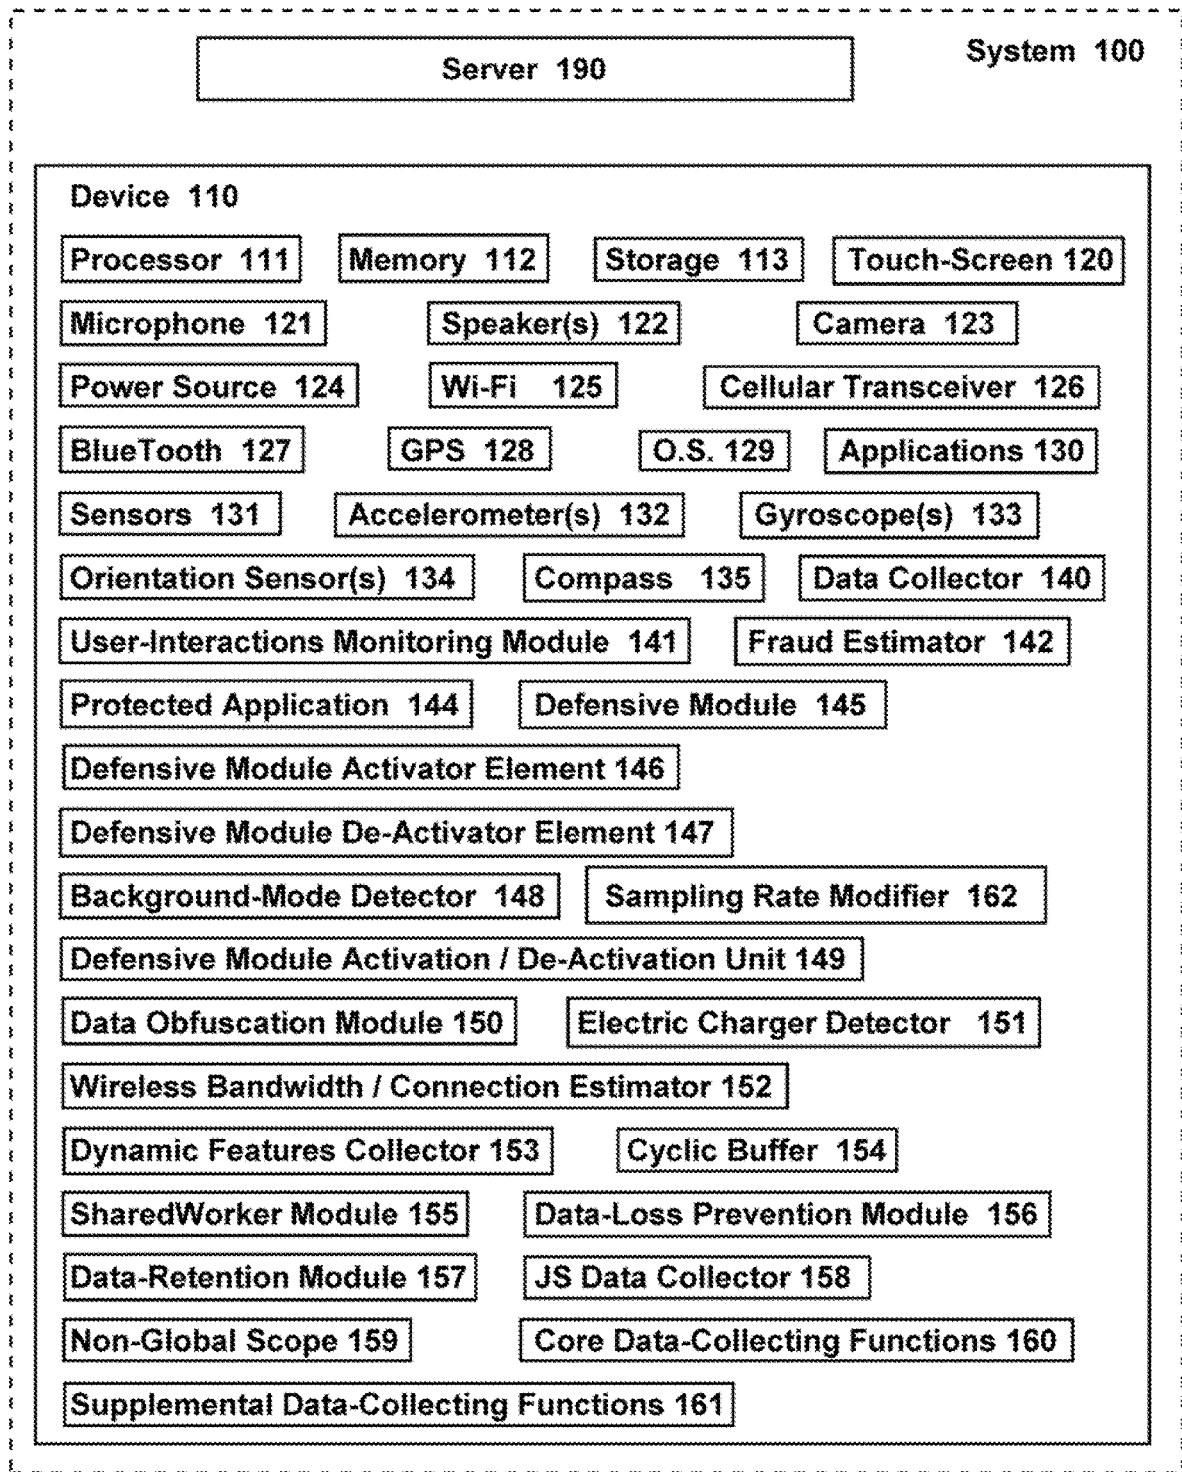 Server 190 System 100
Device 110
Processor 111 Memory 112 Storage 113 Touch-Screen 120
Microphone 121 Speaker(s) 122 Camera 123
Power Source 124 Wi-Fi 125 Cellular Transceiver 126
BlueTooth 127 GPS 128 O.S. 129 Applications 130
Sensors 131 Accelerometer(s) 132 Gyroscope(s) 133
Orientation Sensor(s) 134 Compass 135 Data Collector 140
User-Interactions Monitoring Module 141 Fraud Estimator 142
Protected Application 144 Defensive Module 145
Defensive Module Activator Element 146
Defensive Module De-Activator Element 147
Background-Mode Detector 148 Sampling Rate Modifier 162
Defensive Module Activation / De-Activation Unit 149
Data Obfuscation Module 150 Electric Charger Detector 151
Wireless Bandwidth / Connection Estimator 152
Dynamic Features Collector 153 Cyclic Buffer 154
SharedWorker Module 155 Data-Loss Prevention Module 156
Data-Retention Module 157 JS Data Collector 158
Non-Global Scope 159 Core Data-Collecting Functions 160
Supplemental Data-Collecting Functions 161